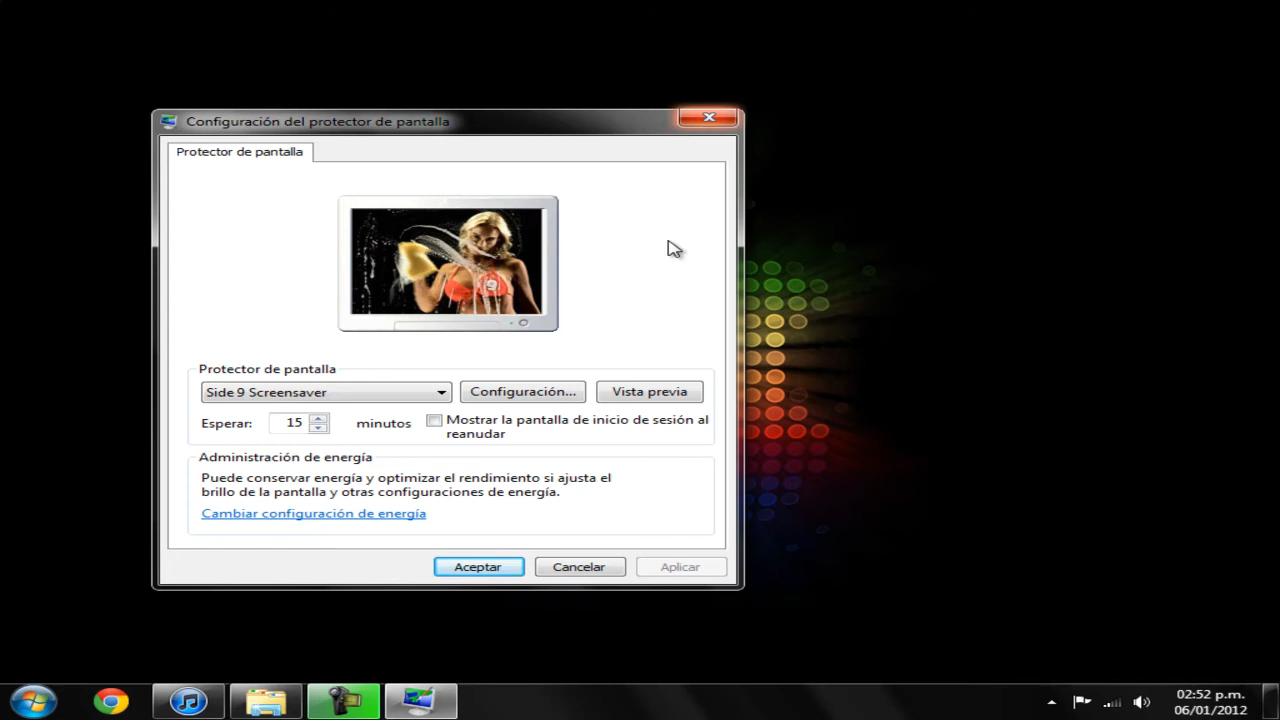 Configuración del protector de pantalla
Protector de pantalla
9
Protector de pantalla
Side 9 Screensaver
Configuración...
Vista previa
Esperar:
15
minutos
Mostrar la pantalla de inicio de sesión al
reanudar
Administración de energía
Puede conservar energía y optimizar el rendimiento si ajusta el
brillo de la pantalla y otras configuraciones de energía.
Cambiar configuración de energía
Aceptar
Cancelar
Aplicar
02:52 p.m.
06/01/2012